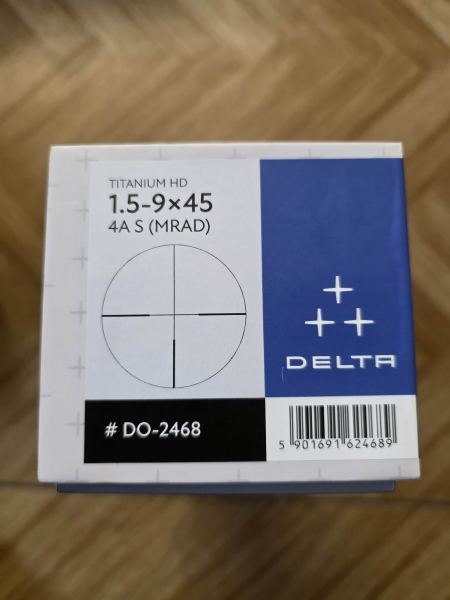 TITANIUM HD
1.5-9×45
4A S (MRAD)
DELTA
# DO-2468
5 901691 624689